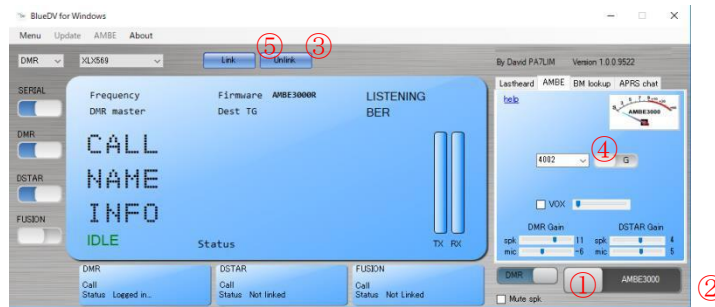 BlueDV for Windows
Menu Update AMBE About
DMR XLX569 Link ⑤ Unlink ③ By David PA7LIM Version 1.0.0.9522
SERIAL
DMR
DSTAR
FUSION
Frequency Firmware AMBE3000R LISTENING
DMR master Dest TG BER
CALL
NAME
INFO
IDLE Status TX RX
DMR
Call
Status Logged in..
DSTAR
Call
Status Not linked
FUSION
Call
Status Not Linked
Lastheard AMBE BM lookup APRS chat
help
AMBE3000
4002 ④ G
VOX
DMR Gain DSTAR Gain
spk 11 spk 4
mic -6 mic 5
DMR ① AMBE3000 ②
Mute spk